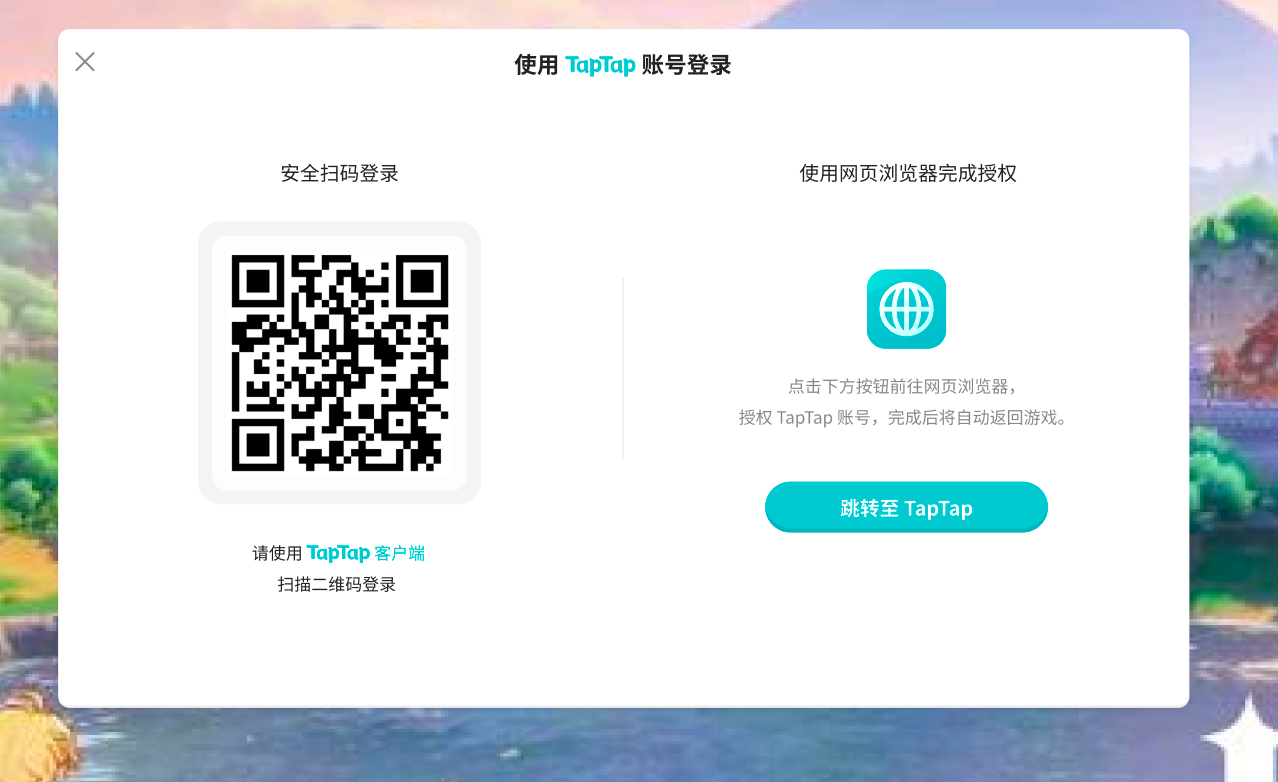 使用 TapTap 账号登录
安全扫码登录
请使用 TapTap 客户端
扫描二维码登录
使用网页浏览器完成授权
点击下方按钮前往网页浏览器，
授权 TapTap 账号，完成后将自动返回游戏。
跳转至 TapTap